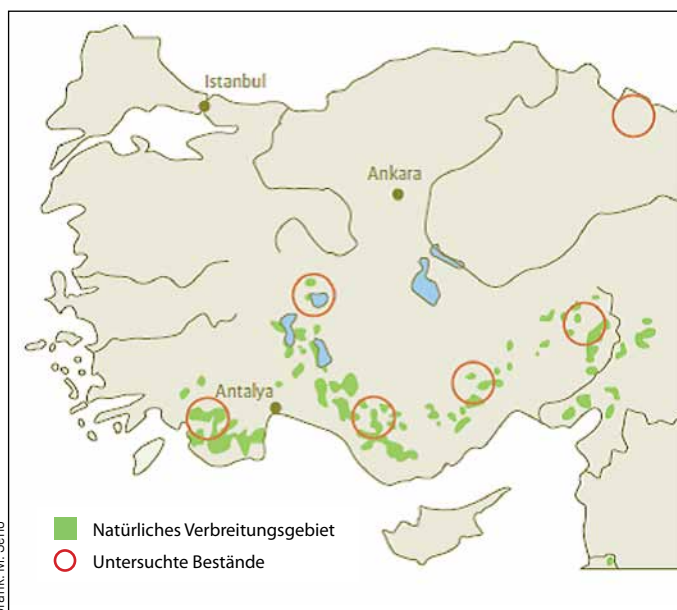 Istanbul
Ankara
Antalya
Natürliches Verbreitungsgebiet
Untersuchte Bestände